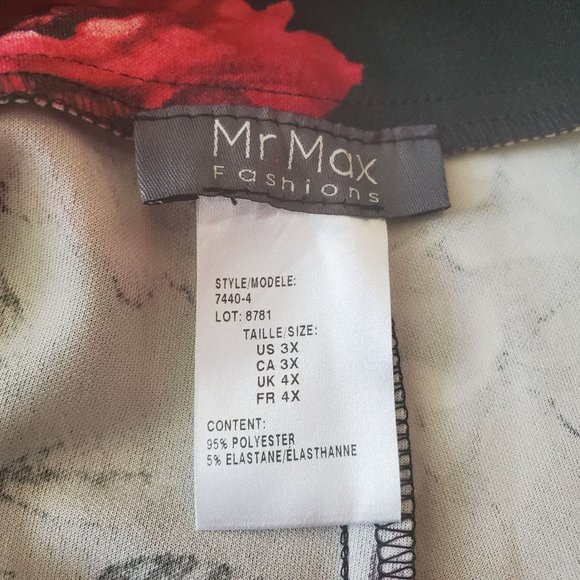 Mr Max
Fashions
STYLE/MODELE:
7440-4
LOT: 8781
TAILLE/SIZE:
US 3X
CA 3X
UK 4X
FR 4X
CONTENT:
95% POLYESTER
5% ELASTANE/ÉLASTHANNE